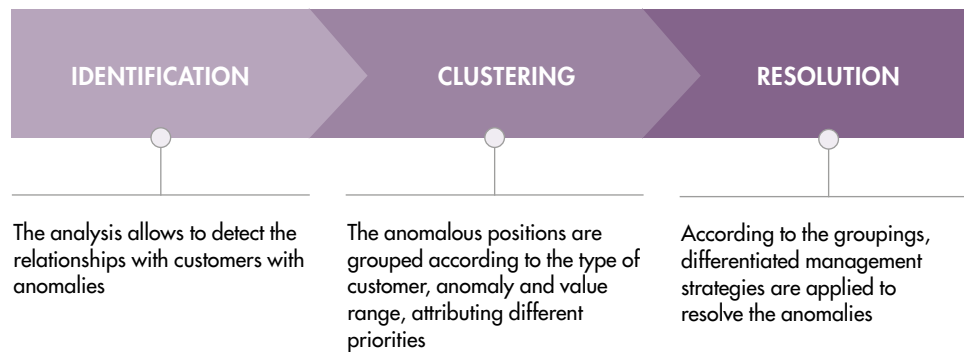 IDENTIFICATION
CLUSTERING
RESOLUTION
The analysis allows to detect the
relationships with customers with
anomalies
The anomalous positions are
grouped according to the type of
customer, anomaly and value
range, attributing different
priorities
According to the groupings,
differentiated management
strategies are applied to
resolve the anomalies